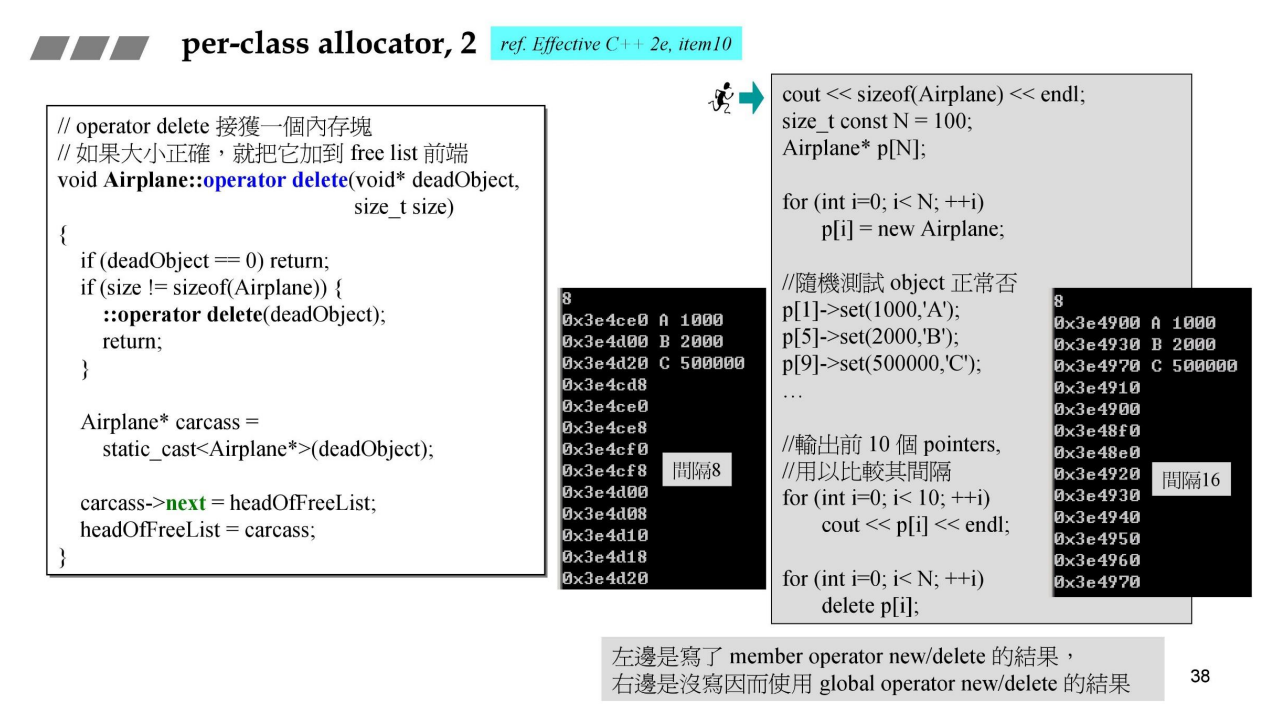 per-class allocator, 2
ref. Effective C++ 2e, item10
// operator delete 接獲一個內存塊
// 如果大小正確，就把它加到 free list 前端
void Airplane::operator delete(void* deadObject,
size_t size)
{
if (deadObject == 0) return;
if (size != sizeof(Airplane)) {
::operator delete(deadObject);
return;
}
Airplane* carcass =
static_cast<Airplane*>(deadObject);
carcass->next = headOfFreeList;
headOfFreeList = carcass;
}
8
0x3e4ce0 A 1000
0x3e4d00 B 2000
0x3e4d20 C 500000
0x3e4cd8
0x3e4ce0
0x3e4ce8
0x3e4cf0
0x3e4cf8
0x3e4d00
0x3e4d08
0x3e4d10
0x3e4d18
0x3e4d20
間隔8
cout << sizeof(Airplane) << endl;
size_t const N = 100;
Airplane* p[N];
for (int i=0; i< N; ++i)
p[i] = new Airplane;
//隨機測試 object 正常否
p[1]->set(1000,'A');
p[5]->set(2000,'B');
p[9]->set(500000,'C');
…
//輸出前 10 個 pointers,
//用以比較其間隔
for (int i=0; i< 10; ++i)
cout << p[i] << endl;
for (int i=0; i< N; ++i)
delete p[i];
8
0x3e4900 A 1000
0x3e4930 B 2000
0x3e4970 C 500000
0x3e4910
0x3e4900
0x3e48f0
0x3e48e0
0x3e4920
0x3e4930
0x3e4940
0x3e4950
0x3e4960
0x3e4970
間隔16
左邊是寫了 member operator new/delete 的結果，
右邊是沒寫因而使用 global operator new/delete 的結果
38